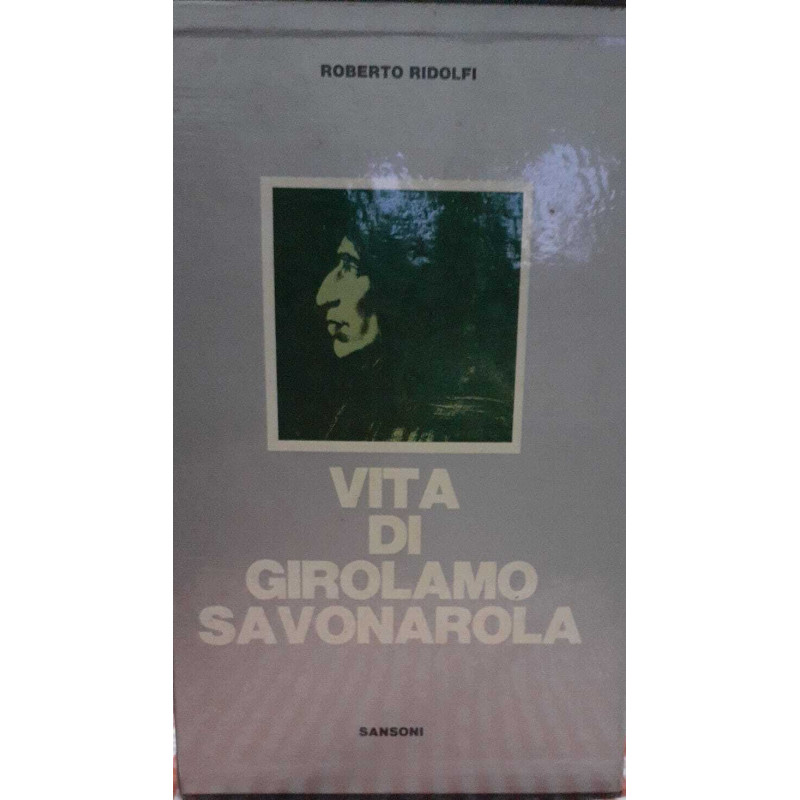 ROBERTO RIDOLFI
VITA
DI
GIROLAMO
SAVONAROLA
SANSONI